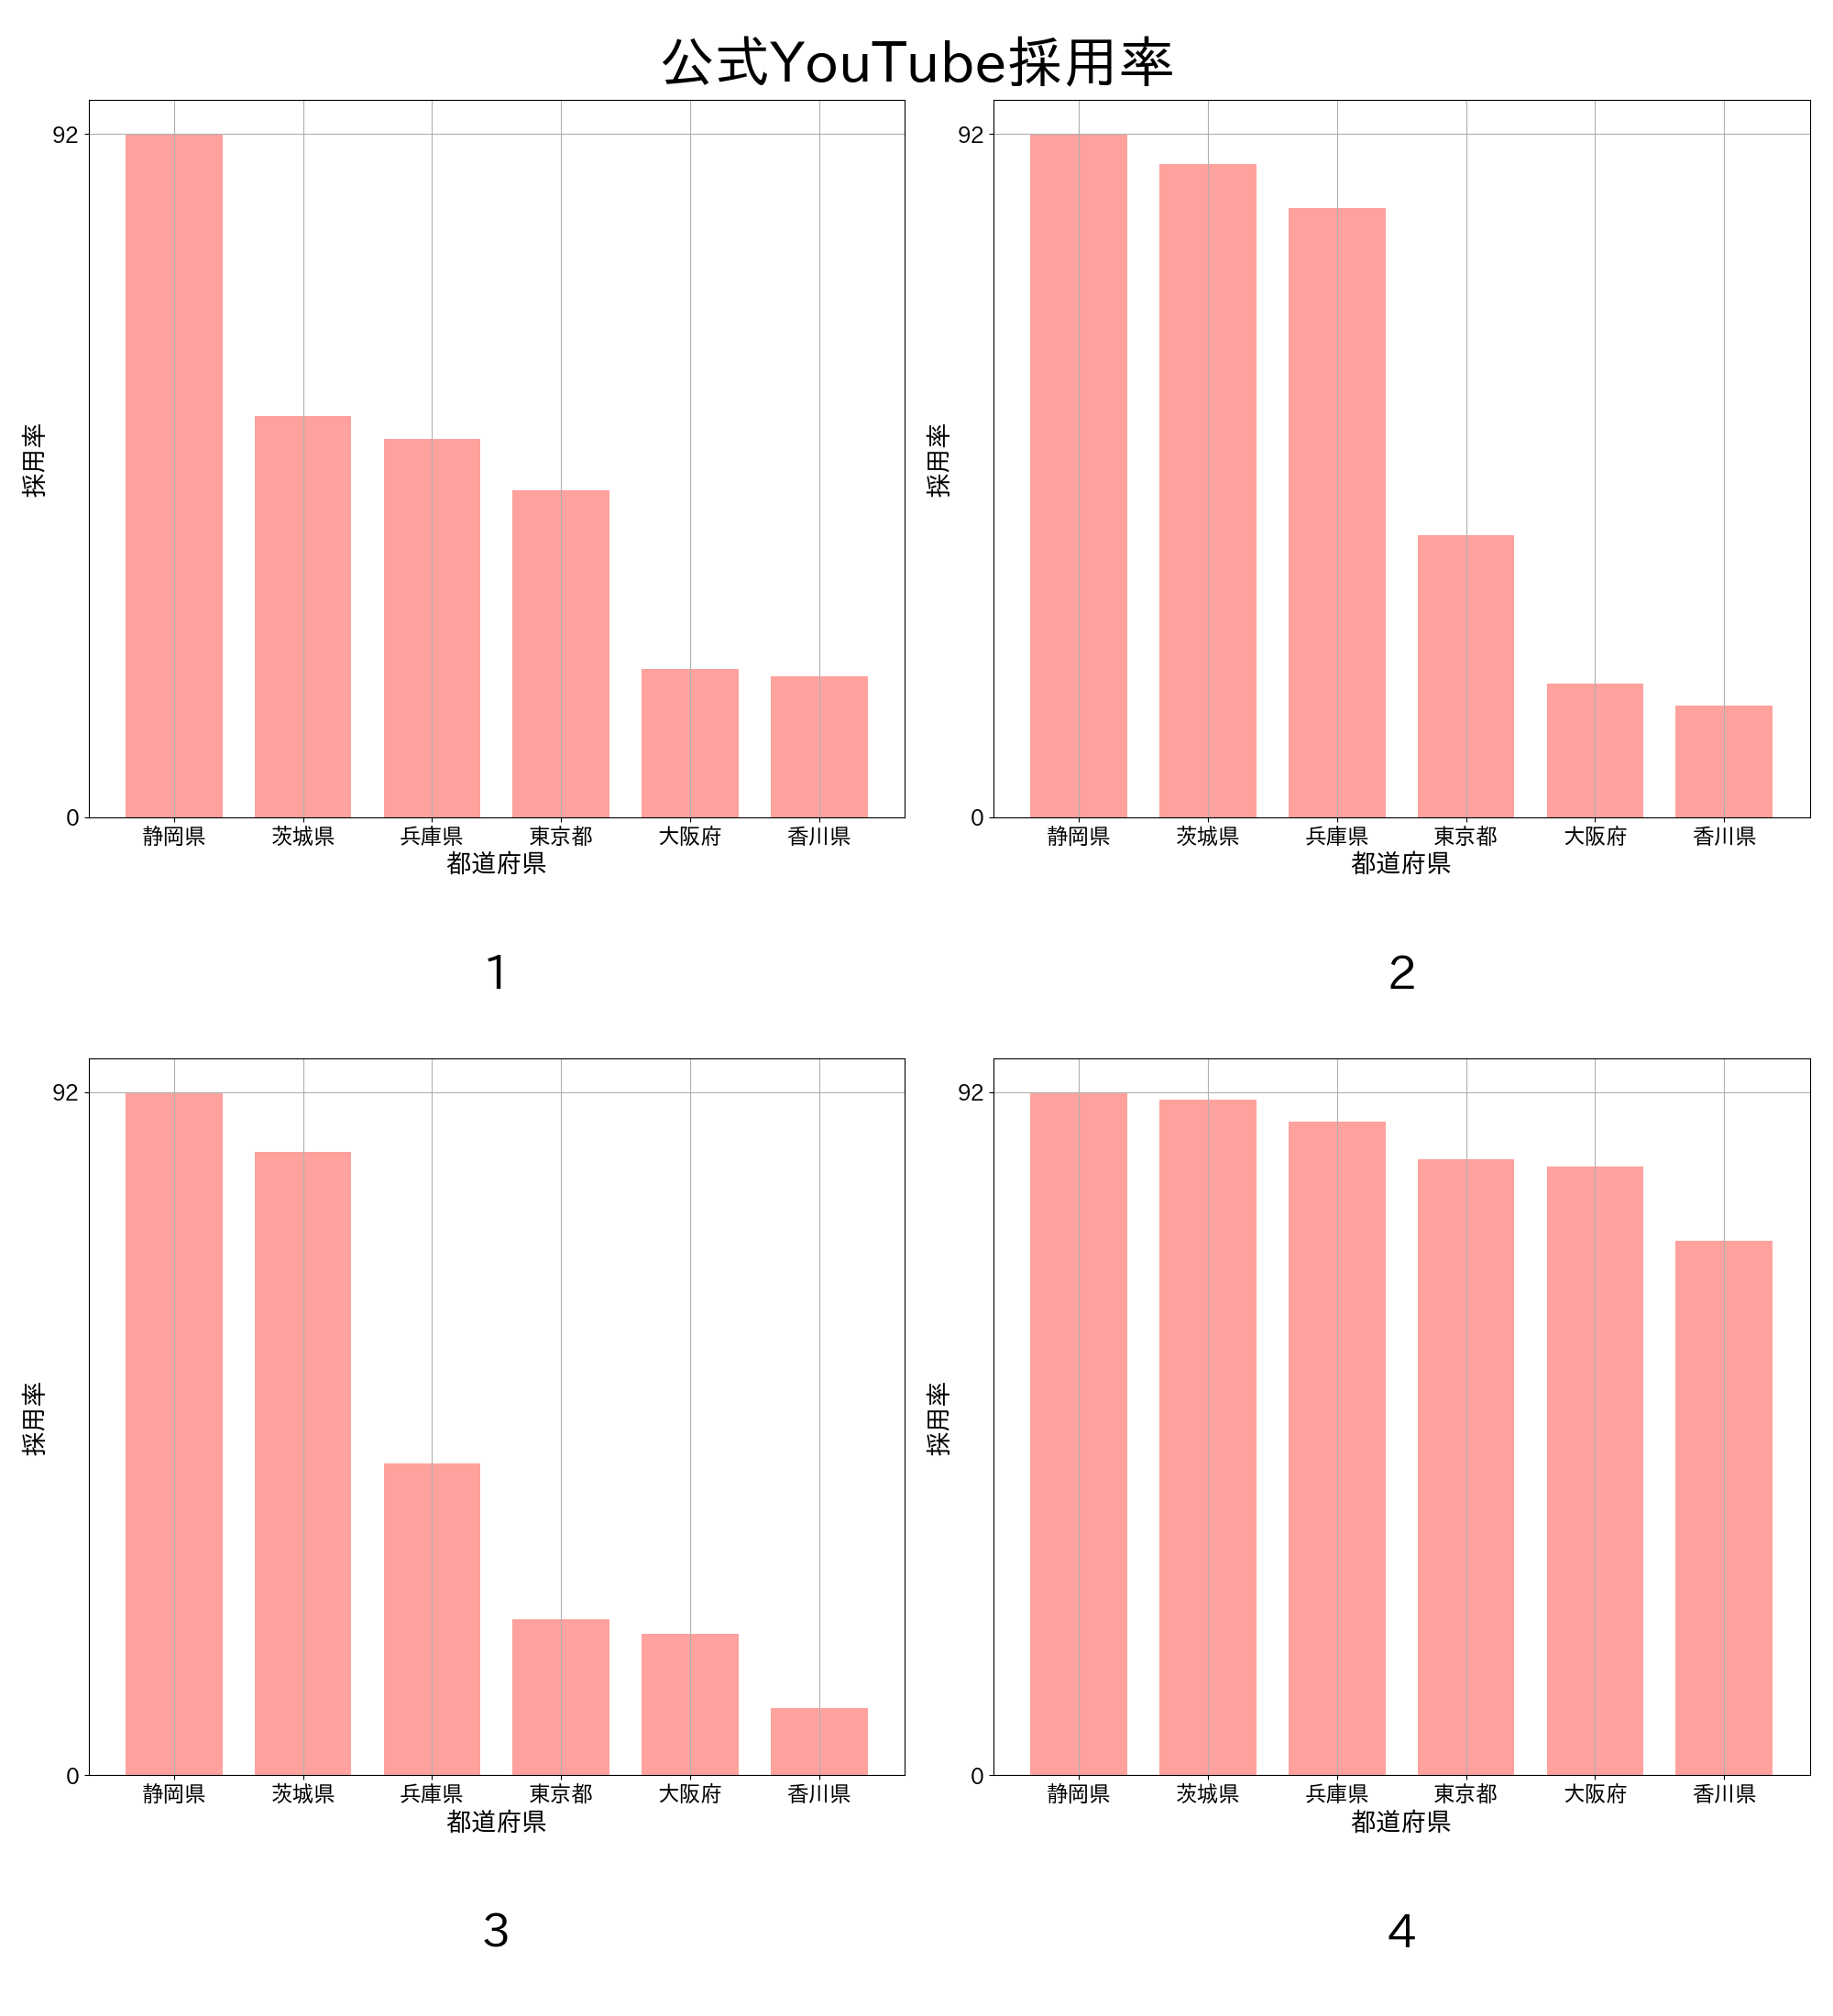 公式YouTube採用率
92
採用率
0
静岡県 茨城県 兵庫県 東京都 大阪府 香川県
都道府県
1
92
採用率
0
静岡県 茨城県 兵庫県 東京都 大阪府 香川県
都道府県
2
92
採用率
0
静岡県 茨城県 兵庫県 東京都 大阪府 香川県
都道府県
3
92
採用率
0
静岡県 茨城県 兵庫県 東京都 大阪府 香川県
都道府県
4